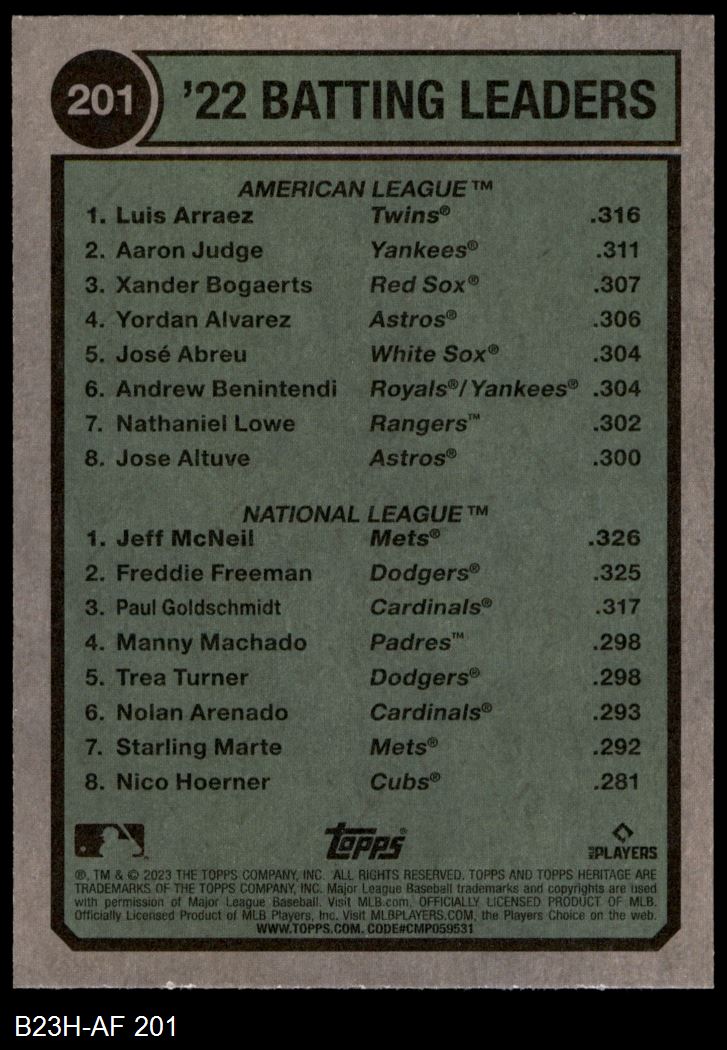 201 '22 BATTING LEADERS
AMERICAN LEAGUE™
1. Luis Arraez Twins® .316
2. Aaron Judge Yankees® .311
3. Xander Bogaerts Red Sox® .307
4. Yordan Alvarez Astros® .306
5. José Abreu White Sox® .304
6. Andrew Benintendi Royals®/Yankees® .304
7. Nathaniel Lowe Rangers™ .302
8. Jose Altuve Astros® .300
NATIONAL LEAGUE™
1. Jeff McNeil Mets® .326
2. Freddie Freeman Dodgers® .325
3. Paul Goldschmidt Cardinals® .317
4. Manny Machado Padres™ .298
5. Trea Turner Dodgers® .298
6. Nolan Arenado Cardinals® .293
7. Starling Marte Mets® .292
8. Nico Hoerner Cubs® .281
topps® PLAYERS
®, TM & © 2023 THE TOPPS COMPANY, INC. ALL RIGHTS RESERVED. TOPPS AND TOPPS HERITAGE ARE
TRADEMARKS OF THE TOPPS COMPANY, INC. Major League Baseball trademarks and copyrights are used
with permission of Major League Baseball. Visit MLB.com. OFFICIALLY LICENSED PRODUCT OF MLB.
Officially Licensed Product of MLB Players, Inc. Visit MLBPLAYERS.COM, the Players Choice on the web.
WWW.TOPPS.COM. CODE#CMP059531
B23H-AF 201